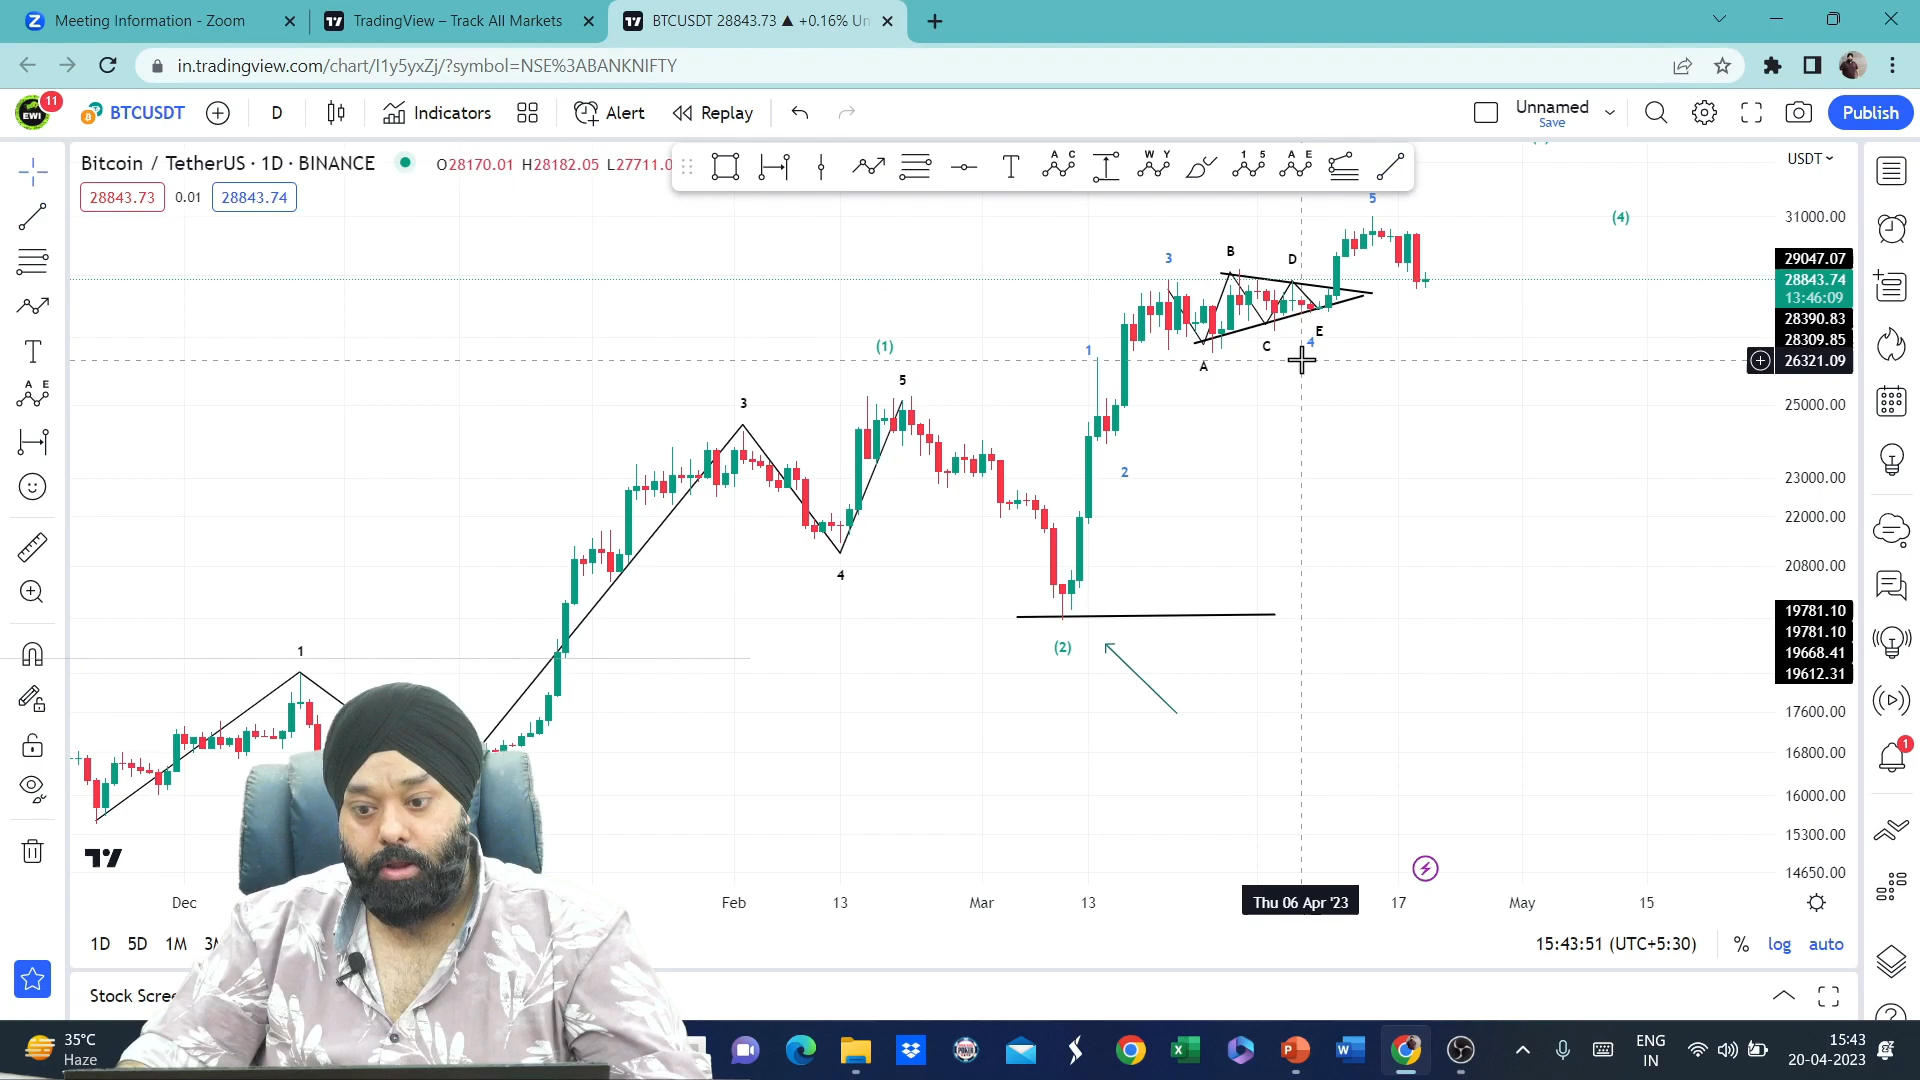 Meeting Information - Zoom
TradingView – Track All Markets
BTCUSDT 28843.73 ▲ +0.16% Un
in.tradingview.com/chart/I1y5yxZj/?symbol=NSE%3ABANKNIFTY
EWI
11
BTCUSDT
D
Indicators
Alert
Replay
Unnamed
Save
Publish
Bitcoin / TetherUS · 1D · BINANCE
O28170.01 H28182.05 L27711.0
28843.73
0.01
28843.74
T
A C
W Y
1 5
A E
USDT
31000.00
29047.07
28843.74
13:46:09
28390.83
28309.85
26321.09
25000.00
23000.00
22000.00
20800.00
19781.10
19781.10
19668.41
19612.31
17600.00
16800.00
16000.00
15300.00
14650.00
5
(4)
B
D
3
E
4
C
A
1
(1)
5
3
2
4
(2)
1
T
A E
1
Dec
Feb
13
Mar
13
Thu 06 Apr '23
17
May
15
1D 5D 1M
15:43:51 (UTC+5:30)
%
log
auto
Stock
35°C
Haze
ENG
IN
15:43
20-04-2023